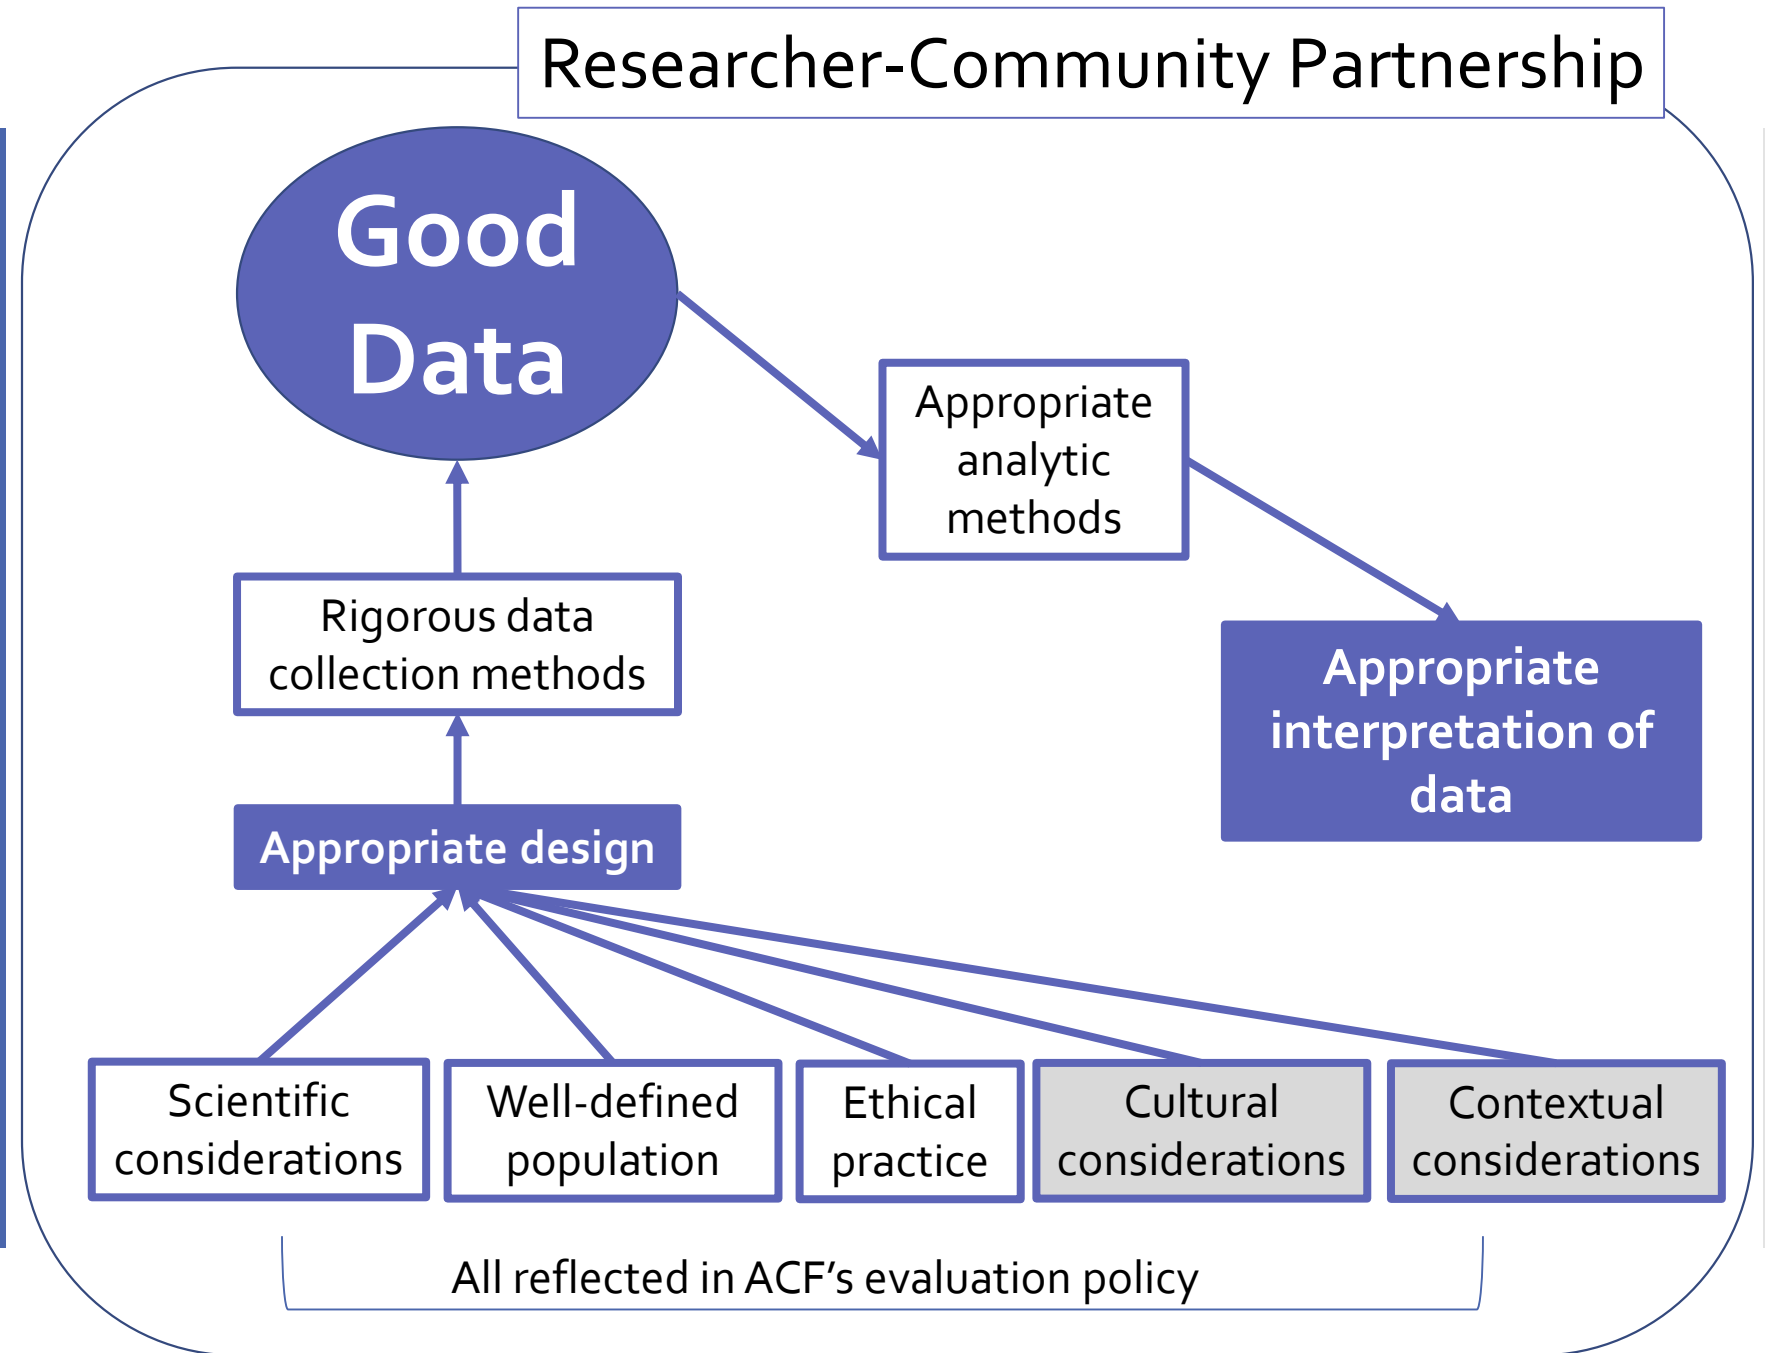 Researcher-Community Partnership
Good
Data
Appropriate
analytic
methods
Rigorous data
collection methods
Appropriate
interpretation of
data
Appropriate design
Scientific
considerations
Well-defined
population
Ethical
practice
Cultural
considerations
Contextual
considerations
All reflected in ACF’s evaluation policy